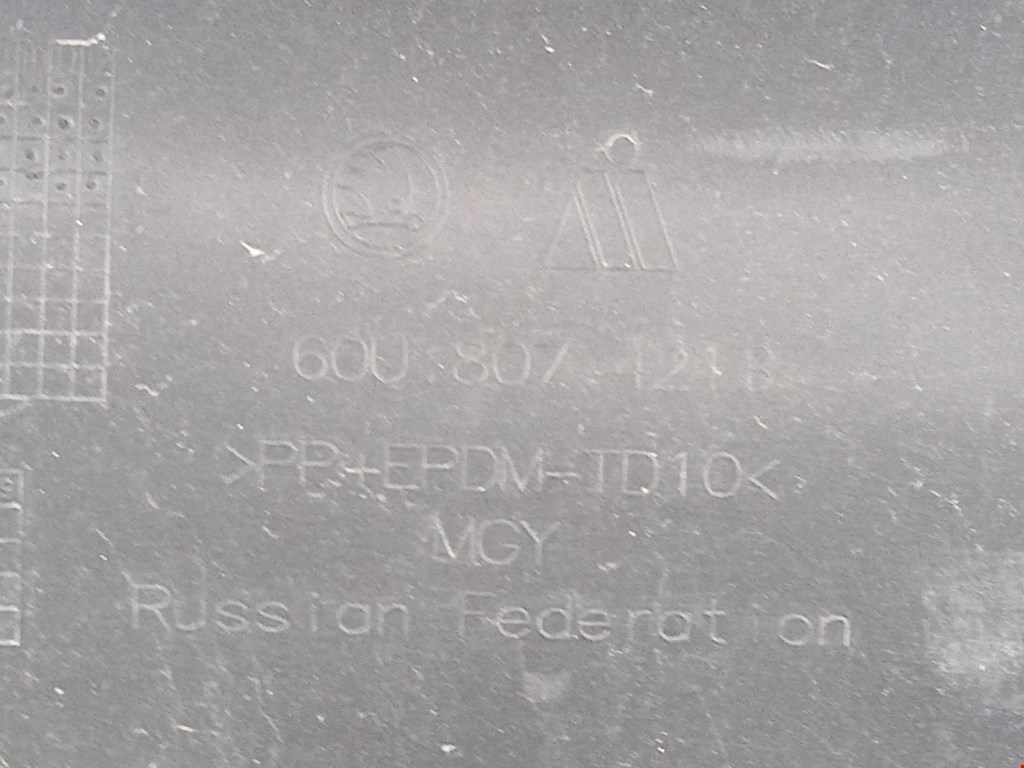 60U 807 421 B
>PP+EPDM-TD10<
MGY
Russian Federation